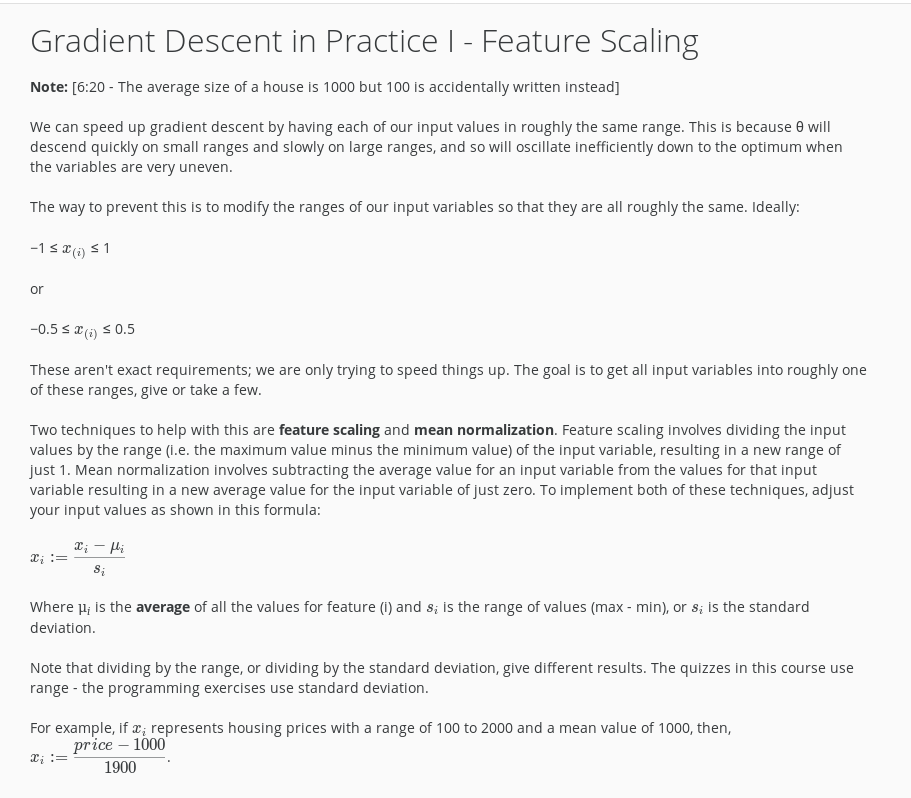 Gradient Descent in Practice I - Feature Scaling
Note: [6:20 - The average size of a house is 1000 but 100 is accidentally written instead]
We can speed up gradient descent by having each of our input values in roughly the same range. This is because θ will
descend quickly on small ranges and slowly on large ranges, and so will oscillate inefficiently down to the optimum when
the variables are very uneven.
The way to prevent this is to modify the ranges of our input variables so that they are all roughly the same. Ideally:
−1 ≤ x_(i) ≤ 1
or
−0.5 ≤ x_(i) ≤ 0.5
These aren't exact requirements; we are only trying to speed things up. The goal is to get all input variables into roughly one
of these ranges, give or take a few.
Two techniques to help with this are feature scaling and mean normalization. Feature scaling involves dividing the input
values by the range (i.e. the maximum value minus the minimum value) of the input variable, resulting in a new range of
just 1. Mean normalization involves subtracting the average value for an input variable from the values for that input
variable resulting in a new average value for the input variable of just zero. To implement both of these techniques, adjust
your input values as shown in this formula:
x_i := (x_i − μ_i) / s_i
Where μ_i is the average of all the values for feature (i) and s_i is the range of values (max - min), or s_i is the standard
deviation.
Note that dividing by the range, or dividing by the standard deviation, give different results. The quizzes in this course use
range - the programming exercises use standard deviation.
For example, if x_i represents housing prices with a range of 100 to 2000 and a mean value of 1000, then,
x_i := (price − 1000) / 1900.